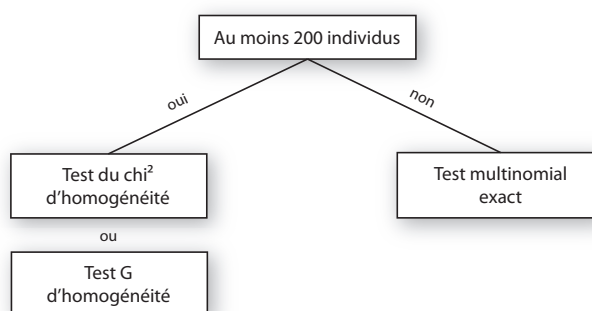 Au moins 200 individus
oui
non
Test du chi²
d’homogénéité
Test multinomial
exact
ou
Test G
d’homogénéité